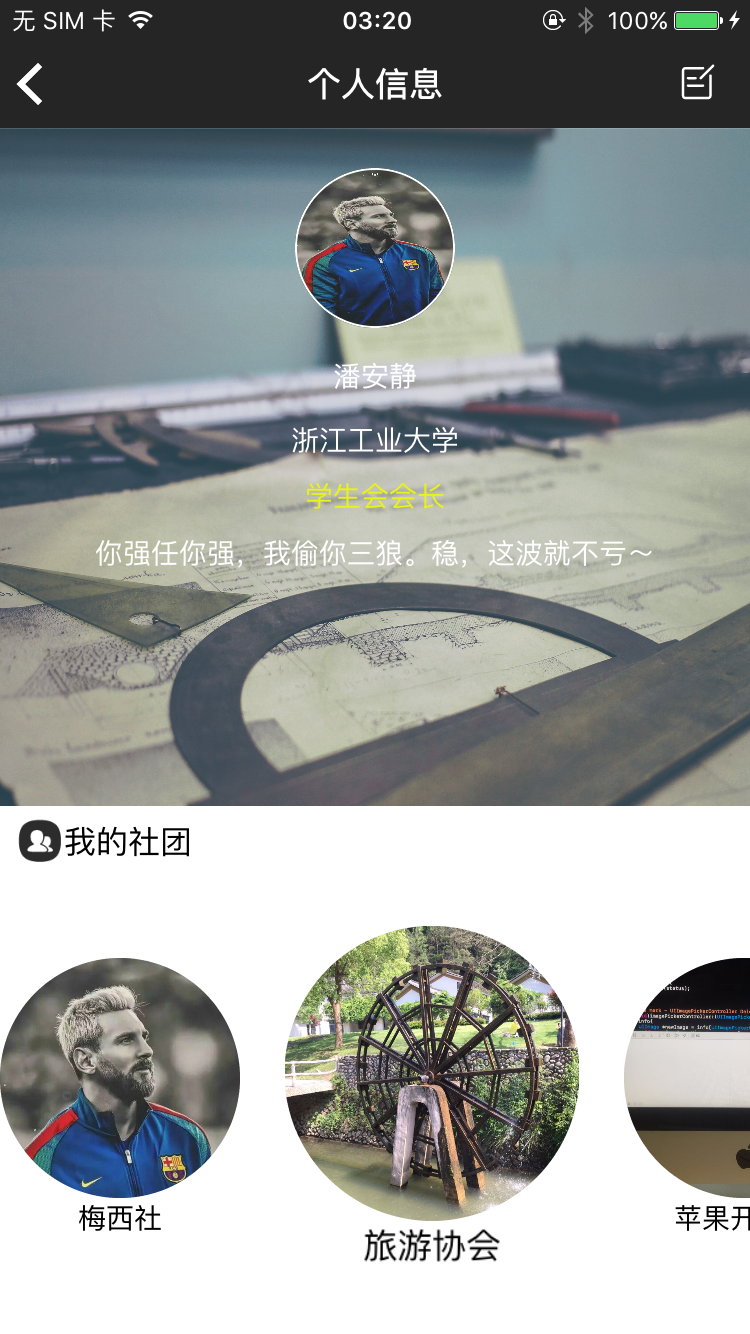 无 SIM 卡 03:20 100%
个人信息
潘安静
浙江工业大学
学生会会长
你强任你强，我偷你三狼。稳，这波就不亏～
我的社团
status);
info{
梅西社
旅游协会
苹果开